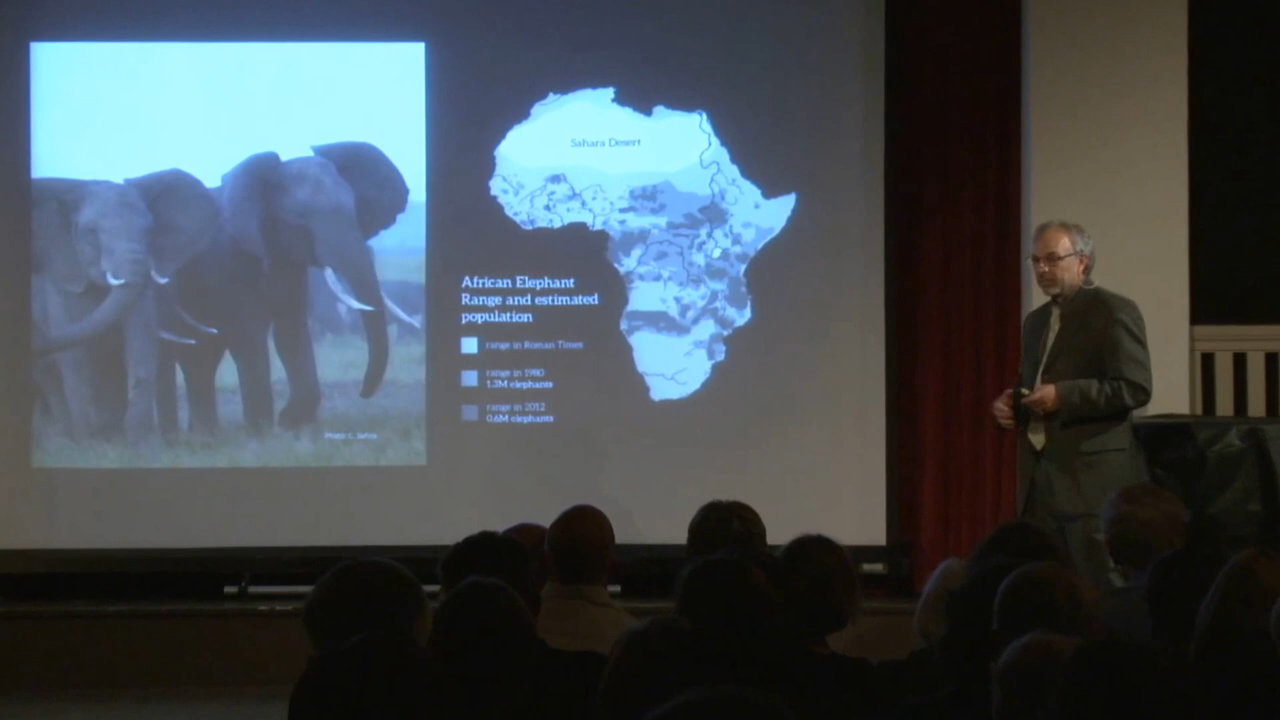 Sahara Desert
African Elephant
Range and estimated
population
range in Roman Times
range in 1980
1.3M elephants
range in 2012
0.6M elephants
Photo